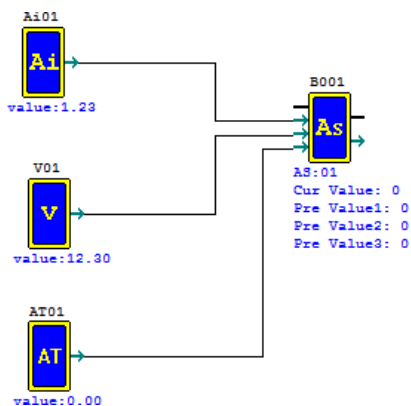 Ai01
Ai
value:1.23
B001
As
AS:01
Cur Value: 0
Pre Value1: 0
Pre Value2: 0
Pre Value3: 0
V01
V
value:12.30
AT01
AT
value:0.00